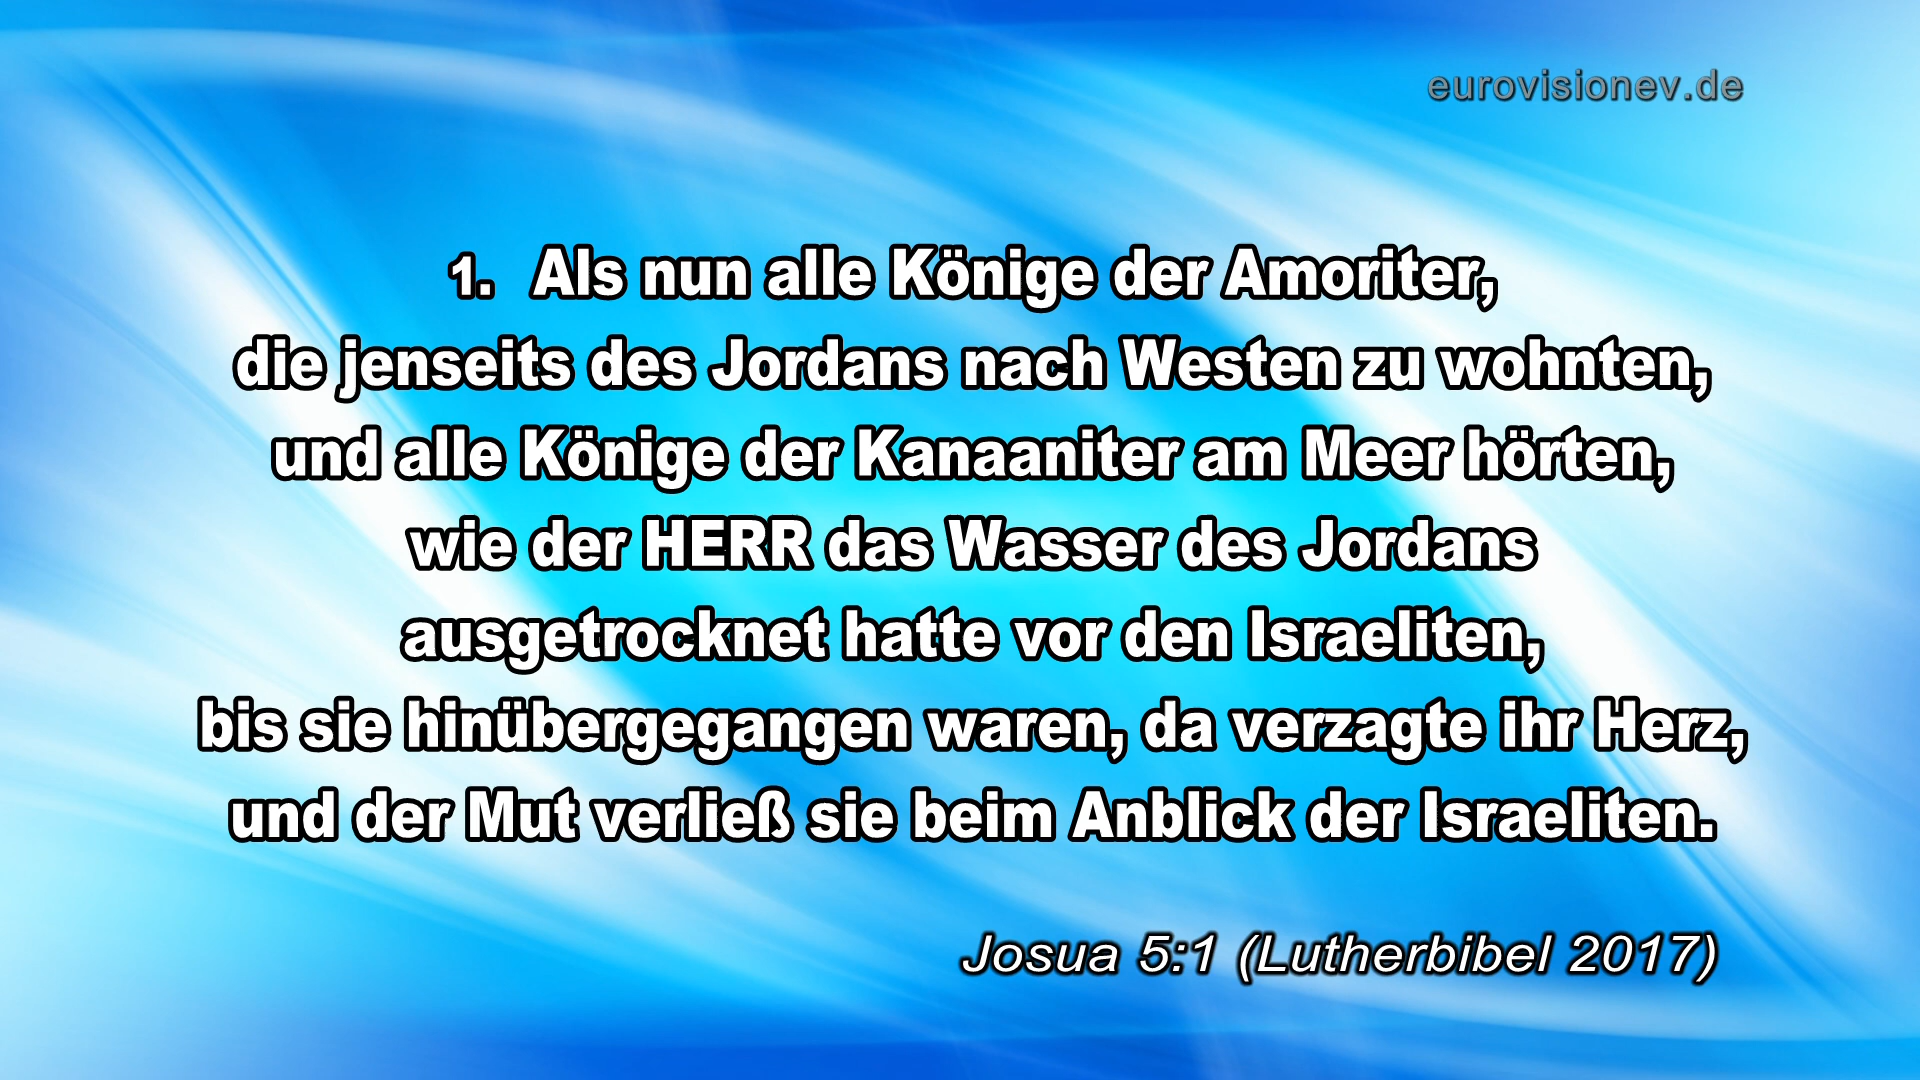 eurovisionev.de
1. Als nun alle Könige der Amoriter,
die jenseits des Jordans nach Westen zu wohnten,
und alle Könige der Kanaaniter am Meer hörten,
wie der HERR das Wasser des Jordans
ausgetrocknet hatte vor den Israeliten,
bis sie hinübergegangen waren, da verzagte ihr Herz,
und der Mut verließ sie beim Anblick der Israeliten.
Josua 5:1 (Lutherbibel 2017)